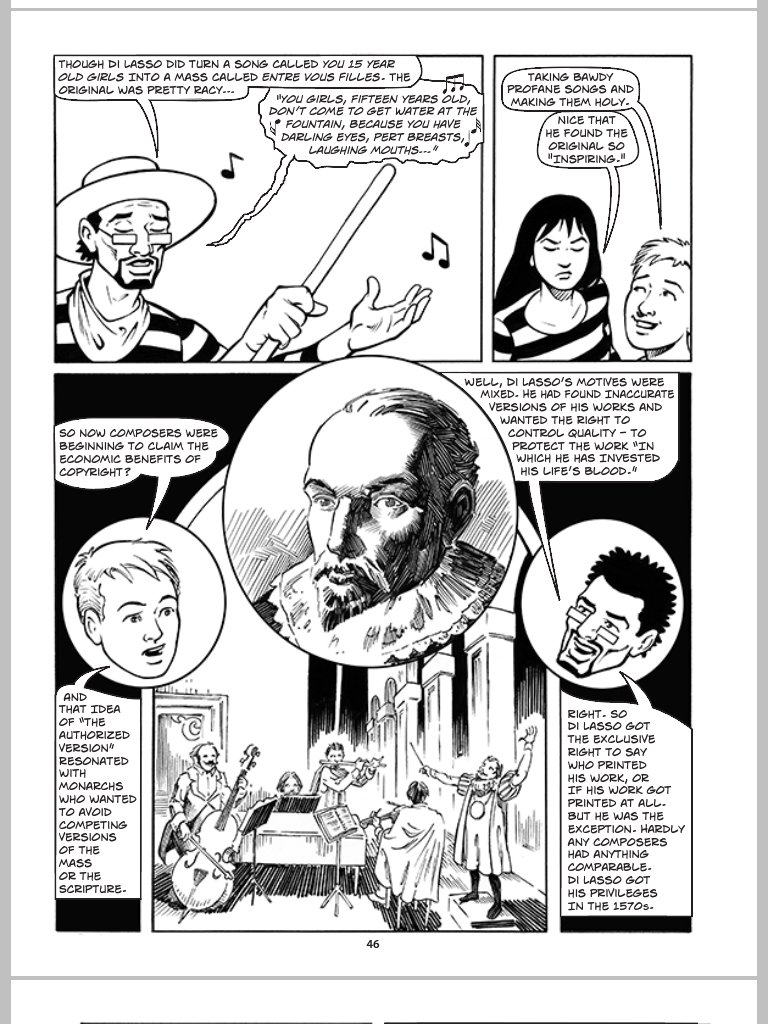 THOUGH DI LASSO DID TURN A SONG CALLED YOU 15 YEAR
OLD GIRLS INTO A MASS CALLED ENTRE VOUS FILLES. THE
ORIGINAL WAS PRETTY RACY...
"YOU GIRLS, FIFTEEN YEARS OLD,
DON'T COME TO GET WATER AT THE
FOUNTAIN, BECAUSE YOU HAVE
DARLING EYES, PERT BREASTS,
LAUGHING MOUTHS..."
TAKING BAWDY
PROFANE SONGS AND
MAKING THEM HOLY.
NICE THAT
HE FOUND THE
ORIGINAL SO
"INSPIRING."
SO NOW COMPOSERS WERE
BEGINNING TO CLAIM THE
ECONOMIC BENEFITS OF
COPYRIGHT?
WELL, DI LASSO'S MOTIVES WERE
MIXED. HE HAD FOUND INACCURATE
VERSIONS OF HIS WORKS AND
WANTED THE RIGHT TO
CONTROL QUALITY – TO
PROTECT THE WORK "IN
WHICH HE HAS INVESTED
HIS LIFE'S BLOOD."
AND
THAT IDEA
OF "THE
AUTHORIZED
VERSION"
RESONATED
WITH
MONARCHS
WHO WANTED
TO AVOID
COMPETING
VERSIONS
OF THE
MASS
OR THE
SCRIPTURE.
RIGHT. SO
DI LASSO GOT
THE EXCLUSIVE
RIGHT TO SAY
WHO PRINTED
HIS WORK, OR
IF HIS WORK GOT
PRINTED AT ALL.
BUT HE WAS THE
EXCEPTION. HARDLY
ANY COMPOSERS
HAD ANYTHING
COMPARABLE.
DI LASSO GOT
HIS PRIVILEGES
IN THE 1570s.
46